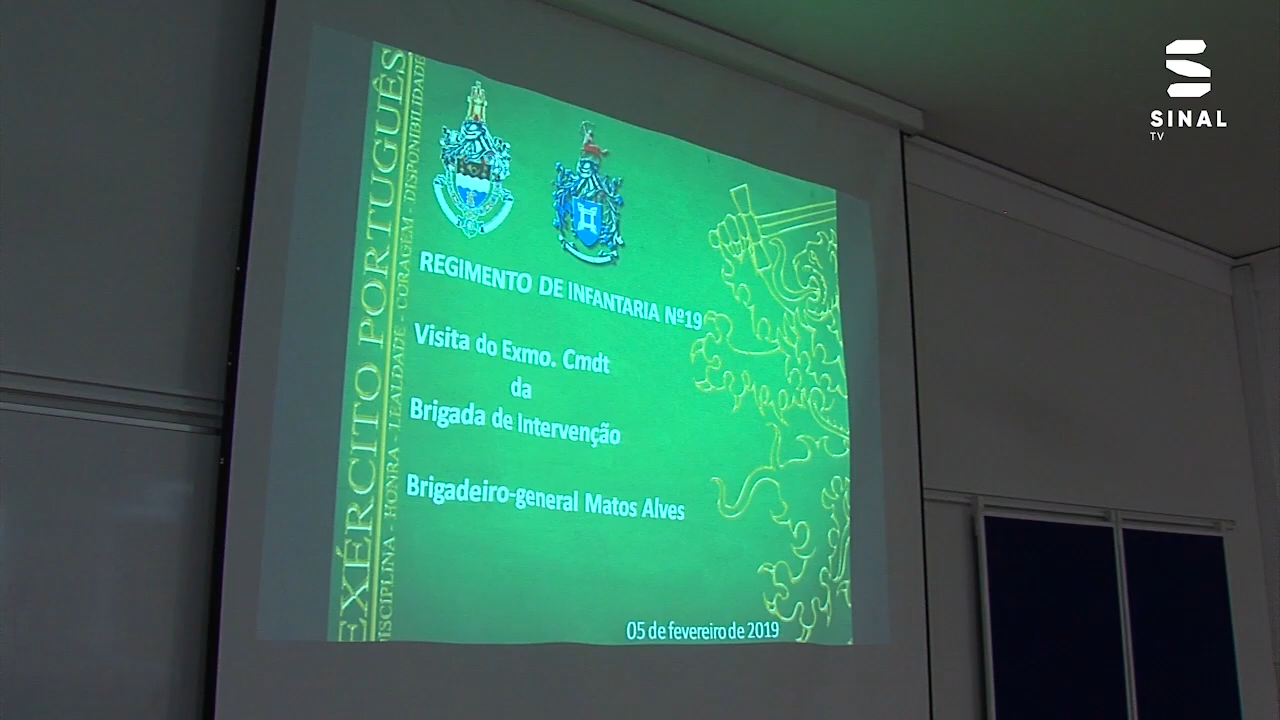 SINAL
TV
EXÉRCITO PORTUGUÊS
DISCIPLINA - HONRA - LEALDADE - CORAGEM - DISPONIBILIDADE
REGIMENTO DE INFANTARIA Nº19
Visita do Exmo. Cmdt
da
Brigada de Intervenção
Brigadeiro-general Matos Alves
05 de fevereiro de 2019